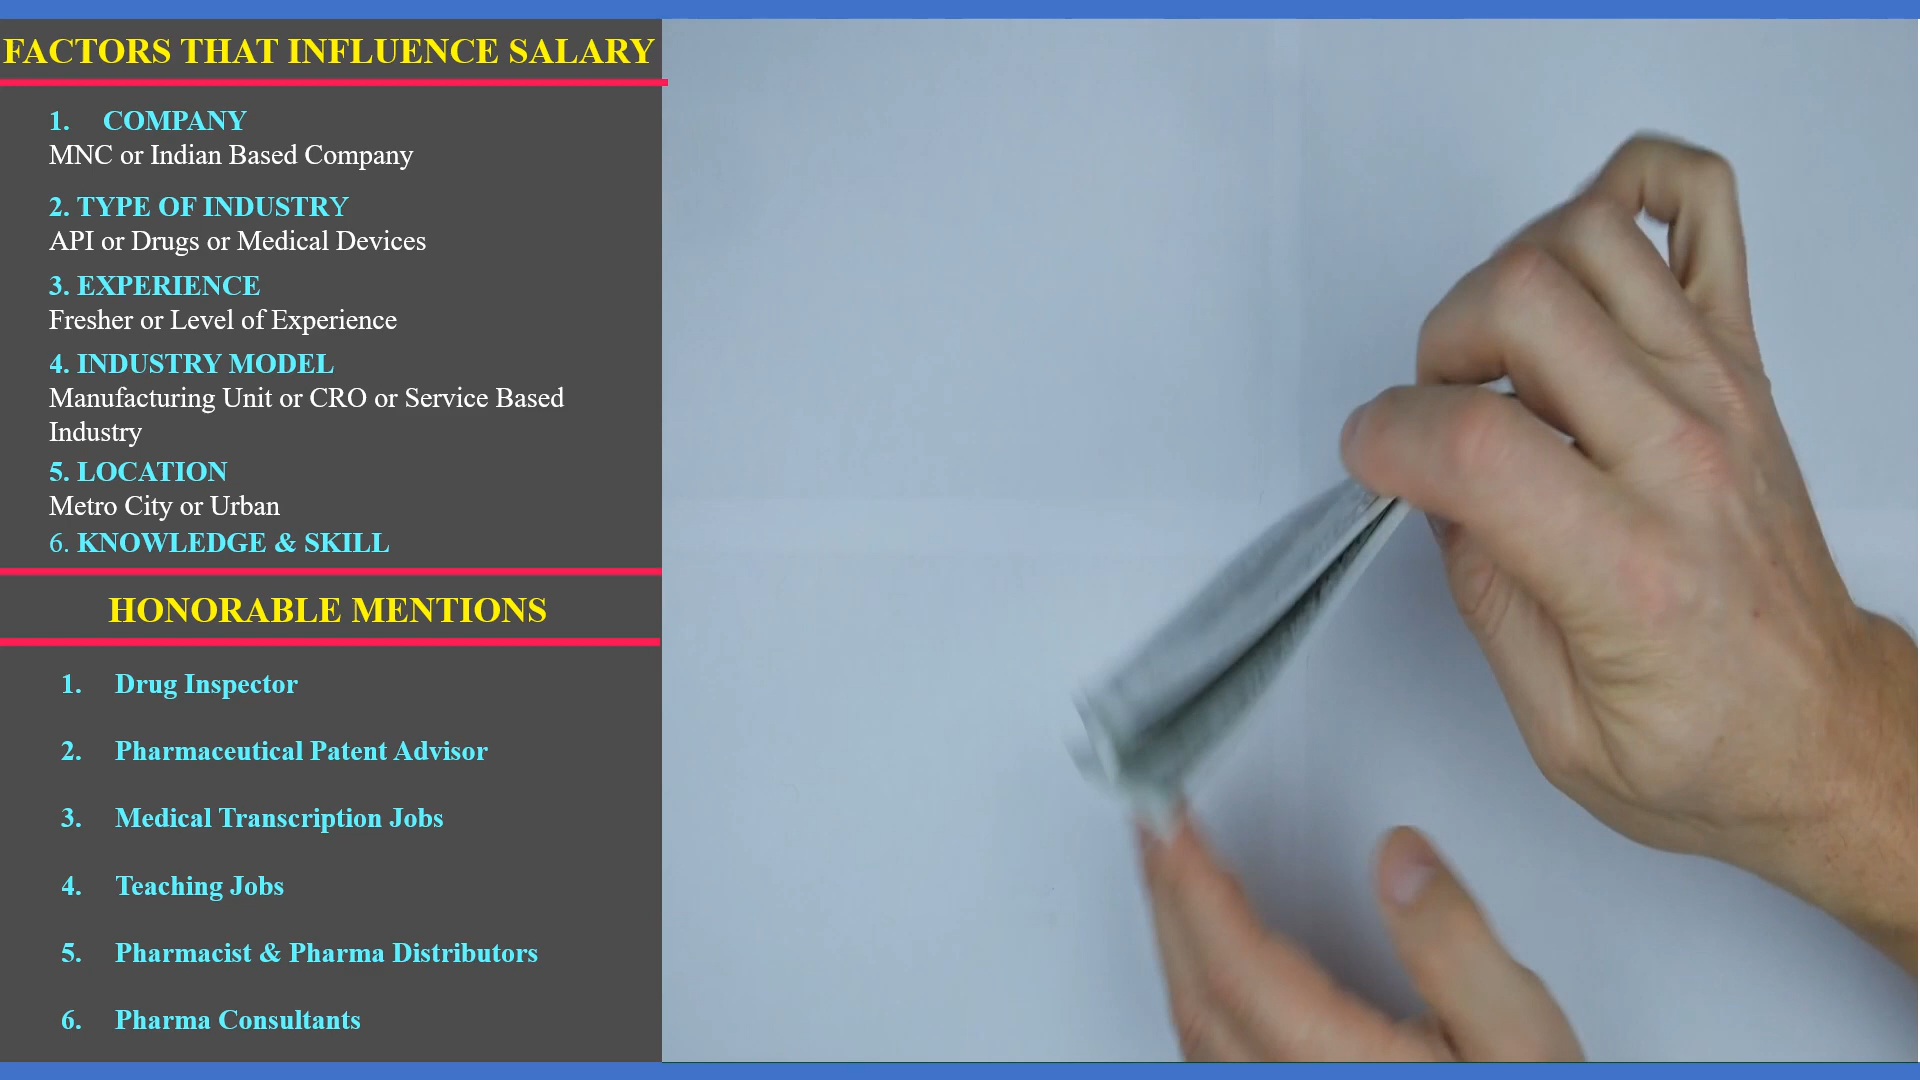 FACTORS THAT INFLUENCE SALARY
1. COMPANY
MNC or Indian Based Company
2. TYPE OF INDUSTRY
API or Drugs or Medical Devices
3. EXPERIENCE
Fresher or Level of Experience
4. INDUSTRY MODEL
Manufacturing Unit or CRO or Service Based
Industry
5. LOCATION
Metro City or Urban
6. KNOWLEDGE & SKILL
HONORABLE MENTIONS
1. Drug Inspector
2. Pharmaceutical Patent Advisor
3. Medical Transcription Jobs
4. Teaching Jobs
5. Pharmacist & Pharma Distributors
6. Pharma Consultants